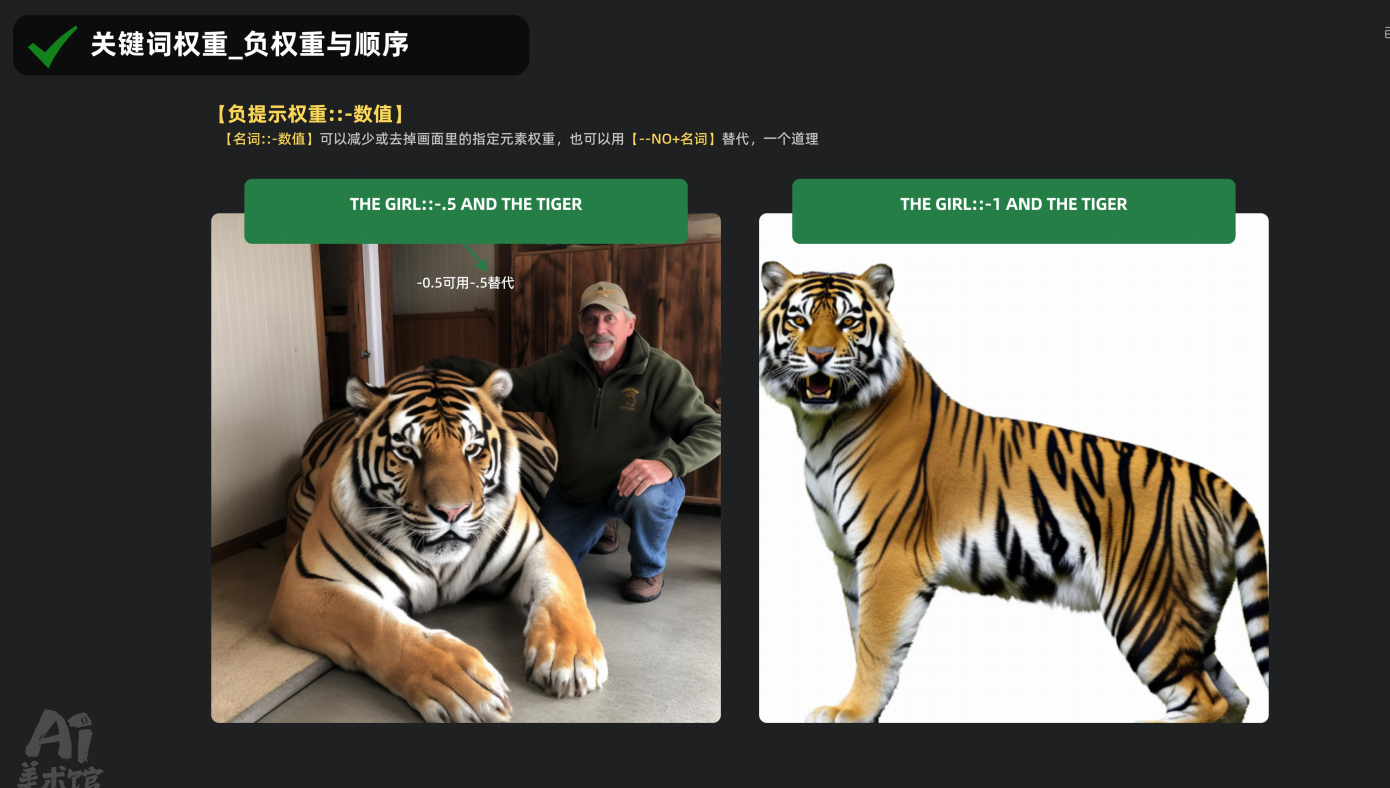 关键词权重_负权重与顺序
【负提示权重::-数值】
【名词::-数值】可以减少或去掉画面里的指定元素权重，也可以用【--NO+名词】替代，一个道理
THE GIRL::-.5 AND THE TIGER
THE GIRL::-1 AND THE TIGER
-0.5可用-.5替代
Ai
美术馆